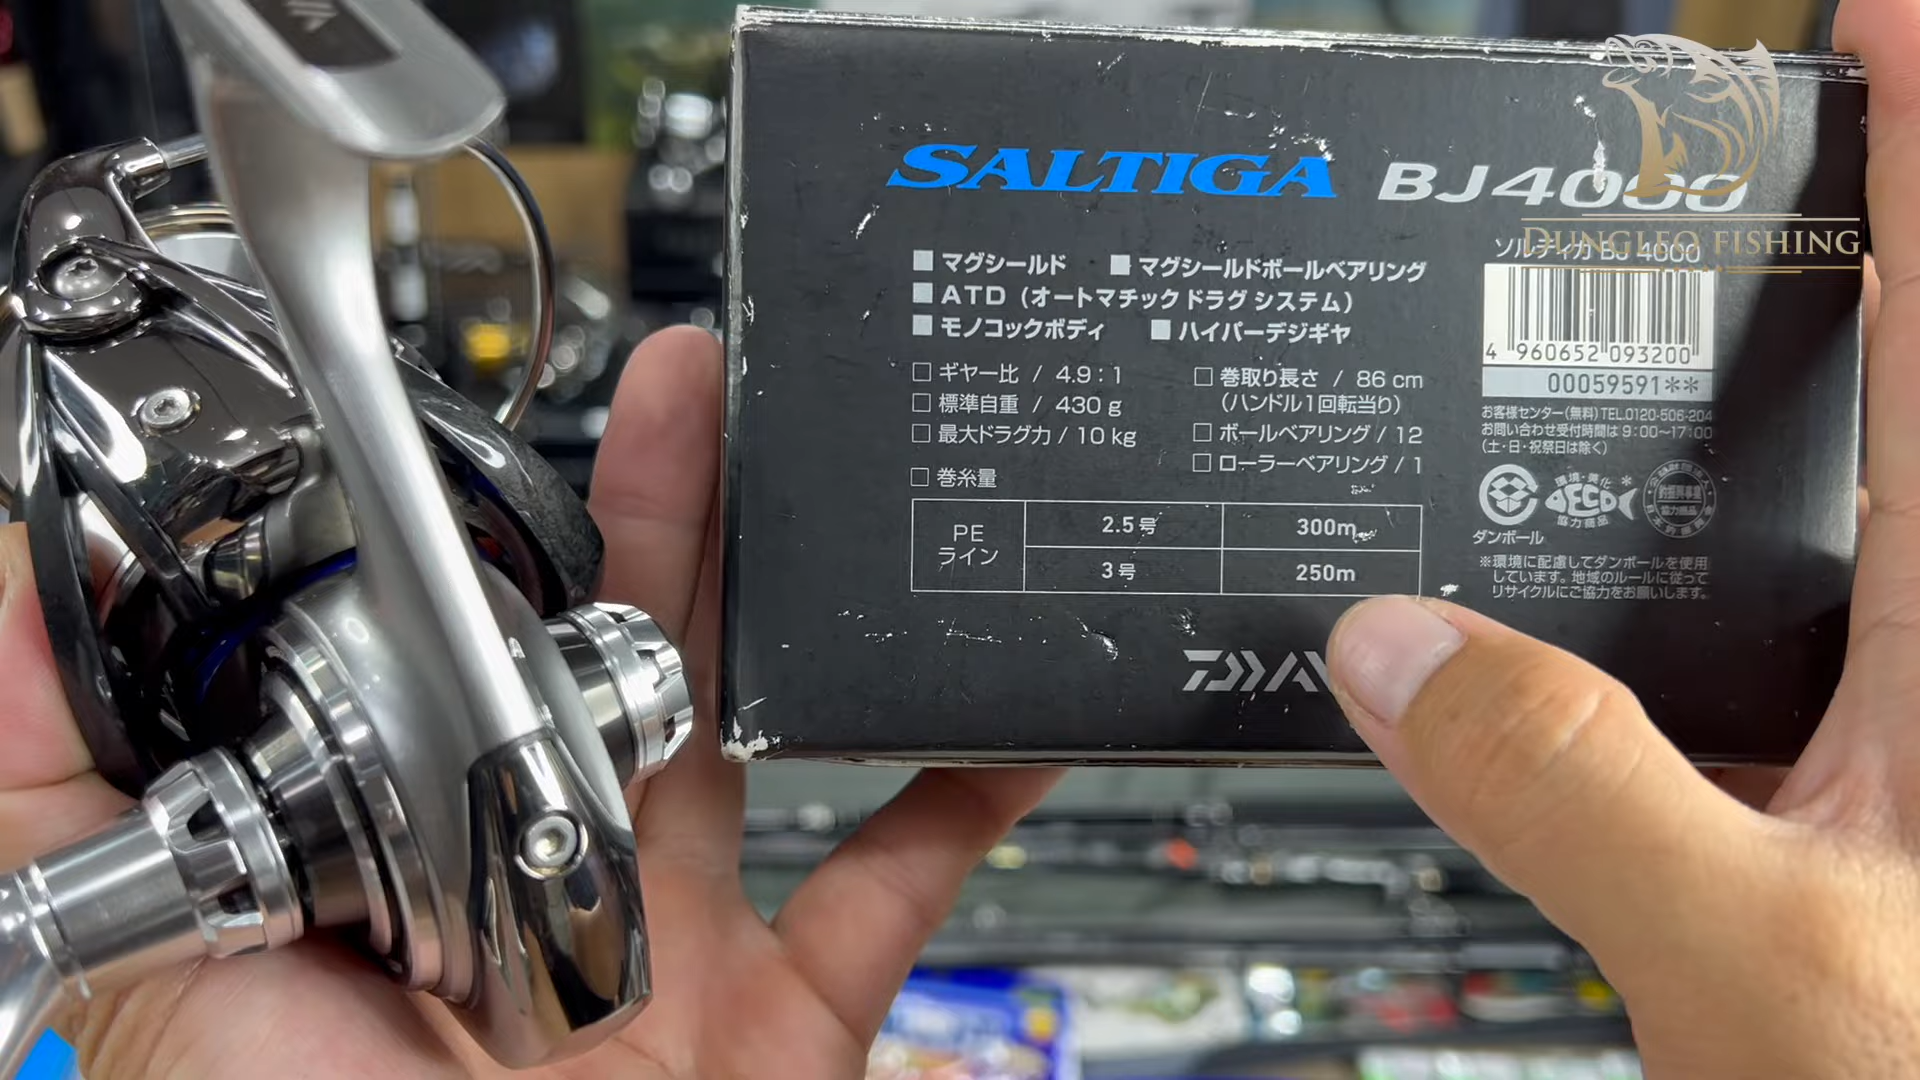 SALTIGA BJ4000
■ マグシールド ■ マグシールドボールベアリング
■ ATD（オートマチックドラグシステム）
■ モノコックボディ ■ ハイパーデジギヤ
□ ギヤー比 / 4.9：1
□ 標準自重 / 430 g
□ 最大ドラグ力 / 10 kg
□ 巻取り長さ / 86 cm
（ハンドル1回転当り）
□ ボールベアリング / 12
□ ローラーベアリング / 1
□ 巻糸量
PE
ライン
2.5号 300m
3号 250m
ソルティガ BJ 4000
DUNGLEO FISHING
4 960652 093200
00059591**
お客様センター(無料) TEL.0120-506-204
お問い合わせ受付時間は 9:00〜17:00
(土・日・祝祭日は除く)
環境・美化
AECO
協力商品
ダンボール
※環境に配慮してダンボールを使用
しています。地域のルールに従って
リサイクルにご協力をお願いします。